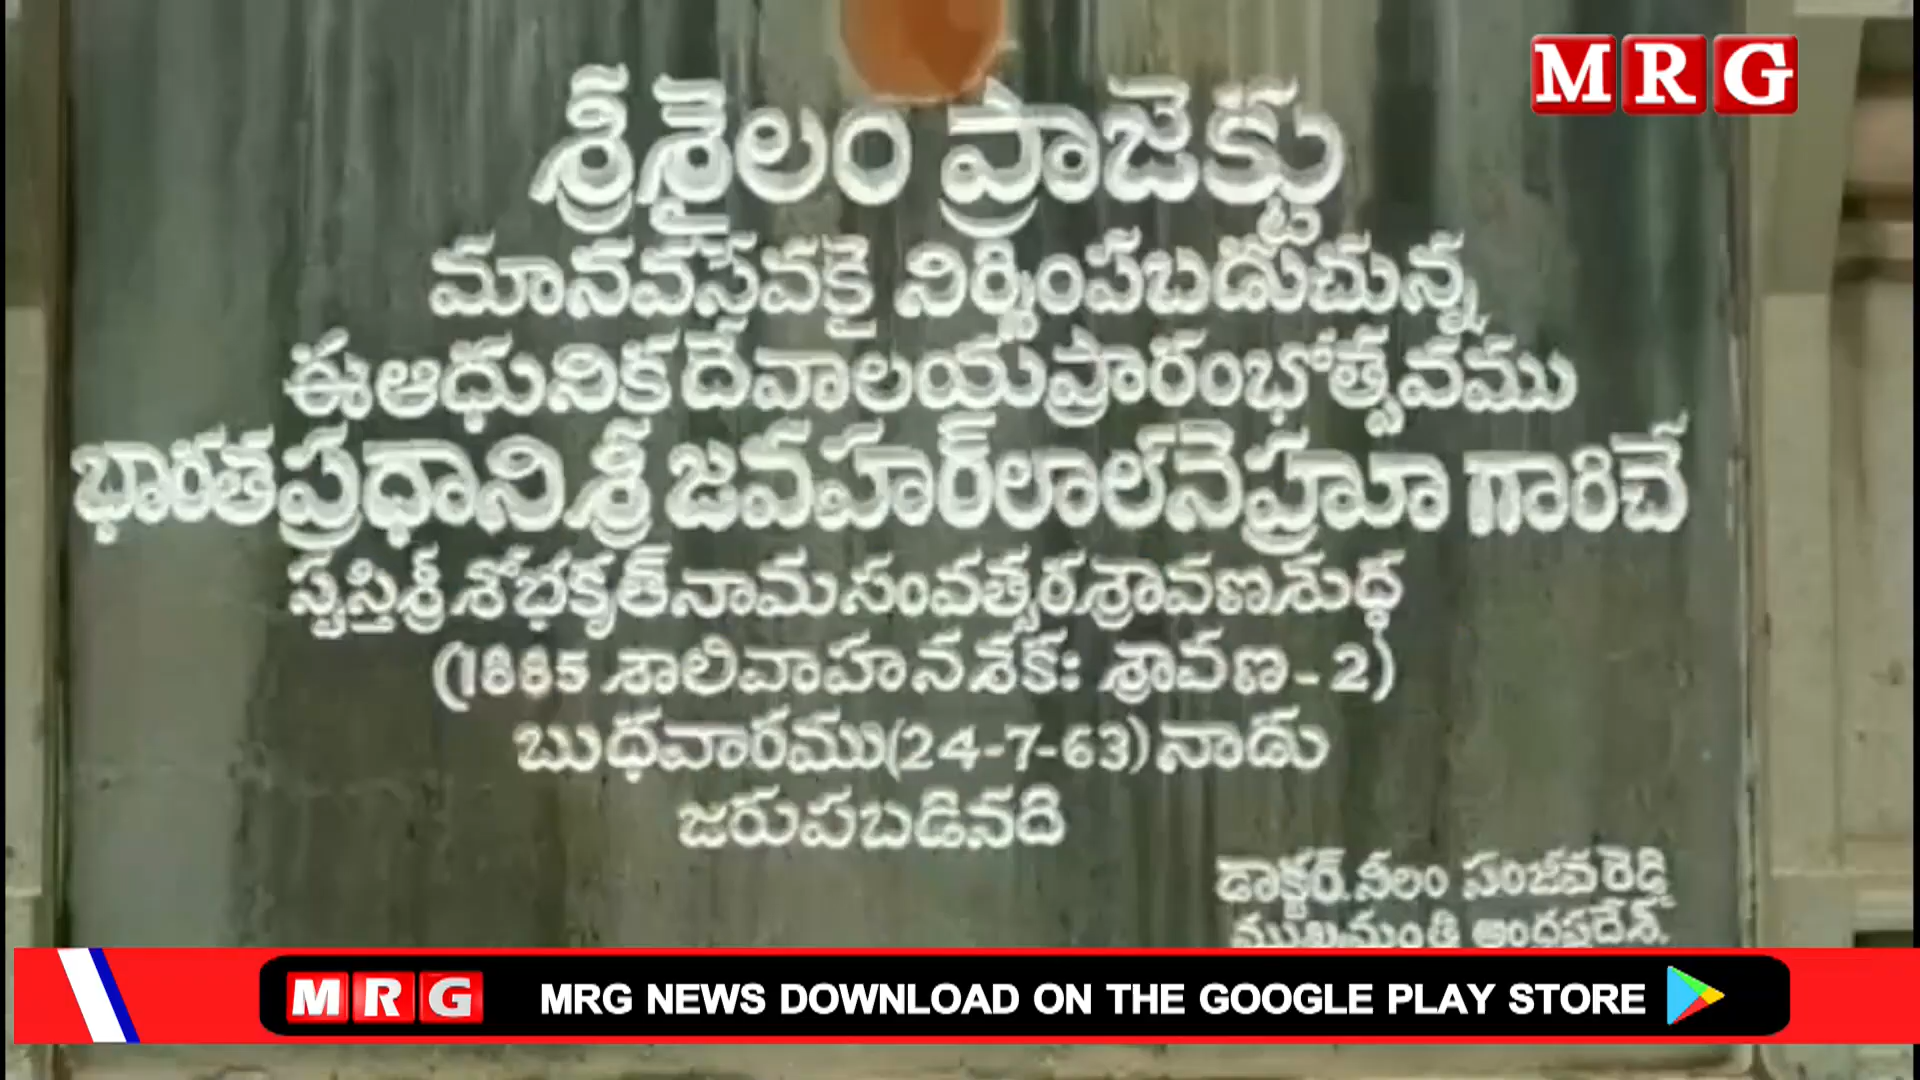 MRG
శ్రీశైలం ప్రాజెక్టు
మానవసేవకై నిర్మింపబడుచున్న
ఈ ఆధునిక దేవాలయ ప్రారంభోత్సవము
భారత ప్రధాని శ్రీ జవహర్‌లాల్ నెహ్రూ గారిచే
స్వస్తిశ్రీ శోభకృత్ నామ సంవత్సర శ్రావణ శుద్ధ
(1885 శాలివాహనశకః శ్రావణ - 2)
బుధవారము (24-7-63) నాడు
జరుపబడినది
డాక్టర్. నీలం సంజీవరెడ్డి
ముఖ్యమంత్రి ఆంధ్రప్రదేశ్.
MRG MRG NEWS DOWNLOAD ON THE GOOGLE PLAY STORE